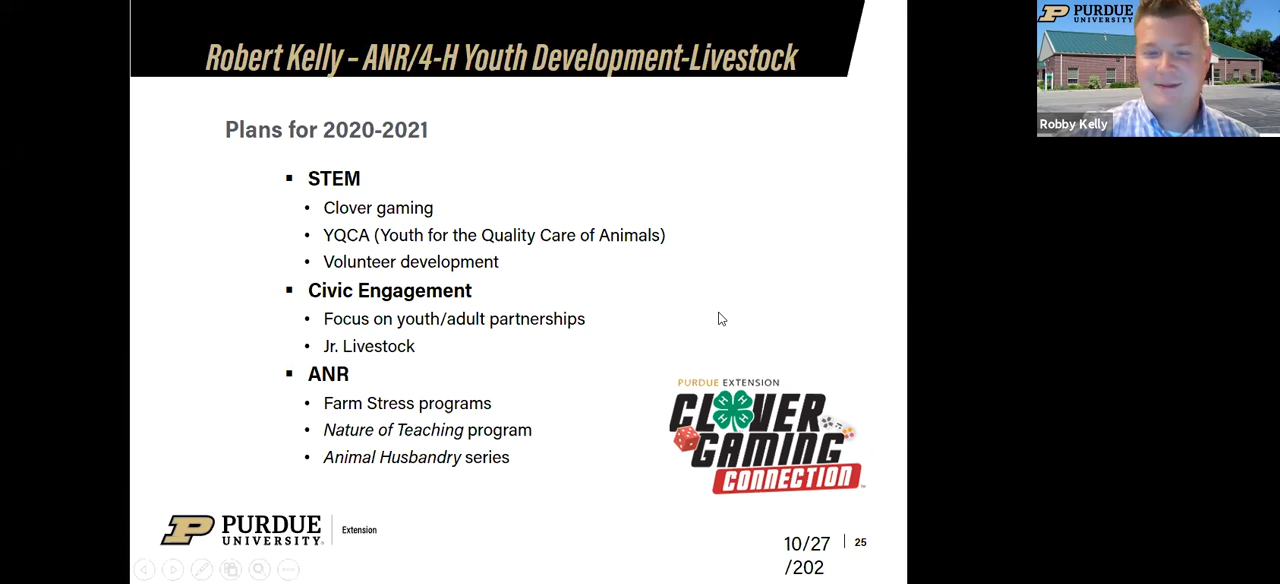 Robert Kelly – ANR/4-H Youth Development-Livestock
PURDUE
UNIVERSITY
Robby Kelly
Plans for 2020-2021
▪ STEM
• Clover gaming
• YQCA (Youth for the Quality Care of Animals)
• Volunteer development
▪ Civic Engagement
• Focus on youth/adult partnerships
• Jr. Livestock
▪ ANR
• Farm Stress programs
• Nature of Teaching program
• Animal Husbandry series
PURDUE EXTENSION
CLOVER
GAMING
CONNECTION
P PURDUE
UNIVERSITY
Extension
10/27
/202
25